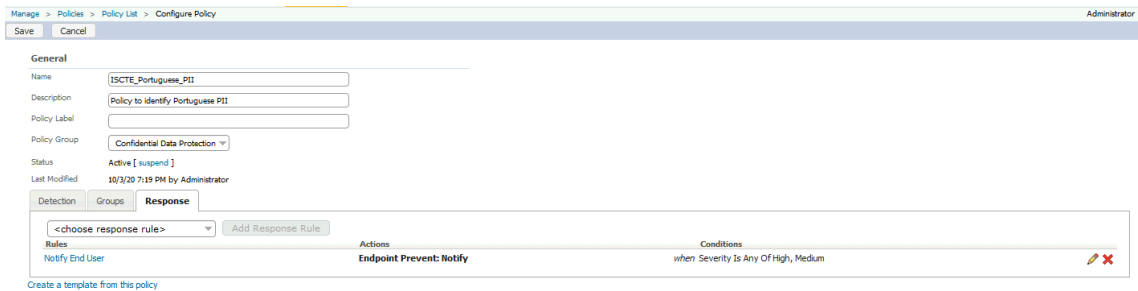 Manage > Policies > Policy List > Configure Policy Administrator
Save Cancel
General
Name ISCTE_Portuguese_PII
Description Policy to identify Portuguese PII
Policy Label
Policy Group Confidential Data Protection
Status Active [ suspend ]
Last Modified 10/3/20 7:19 PM by Administrator
Detection Groups Response
<choose response rule> Add Response Rule
Rules Actions Conditions
Notify End User Endpoint Prevent: Notify when Severity Is Any Of High, Medium
Create a template from this policy